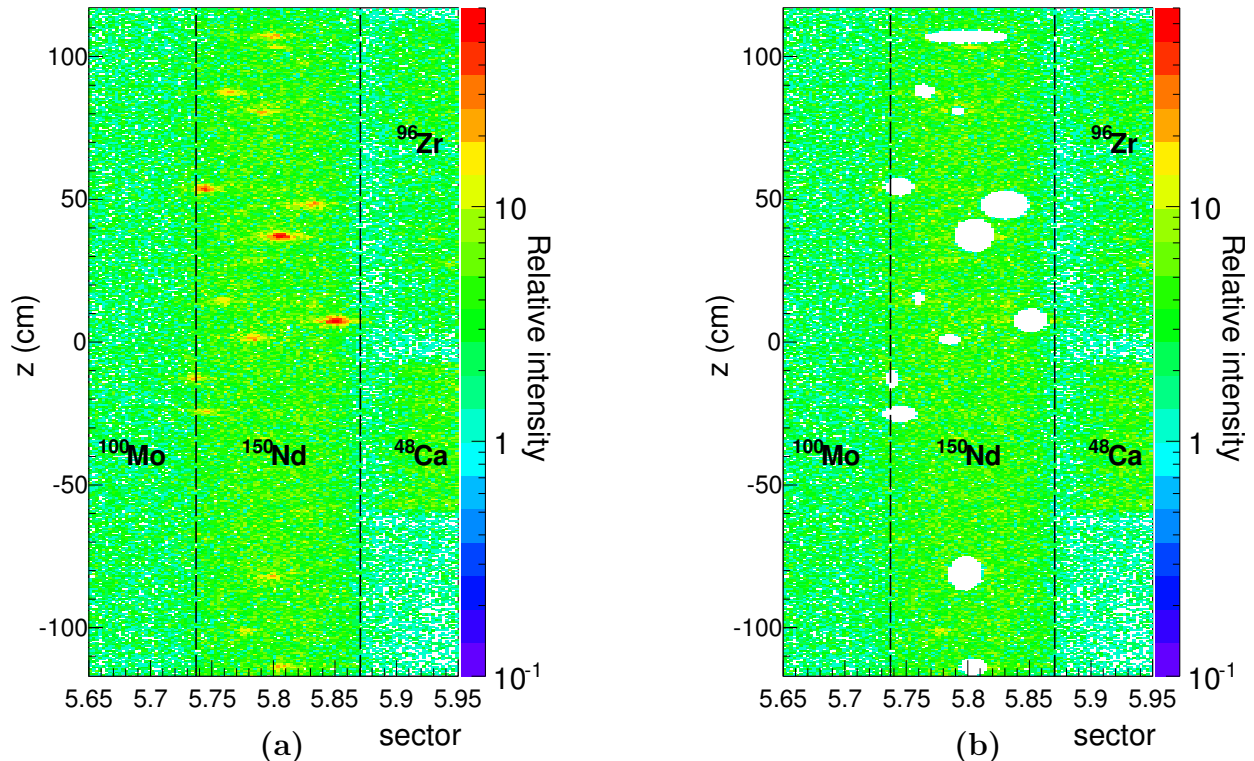 100
50
0
-50
-100
z (cm)
5.65 5.7 5.75 5.8 5.85 5.9 5.95
sector
⁹⁶Zr
¹⁰⁰Mo
¹⁵⁰Nd
⁴⁸Ca
10
1
10⁻¹
Relative intensity
(a)
100
50
0
-50
-100
z (cm)
5.65 5.7 5.75 5.8 5.85 5.9 5.95
sector
⁹⁶Zr
¹⁰⁰Mo
¹⁵⁰Nd
⁴⁸Ca
10
1
10⁻¹
Relative intensity
(b)